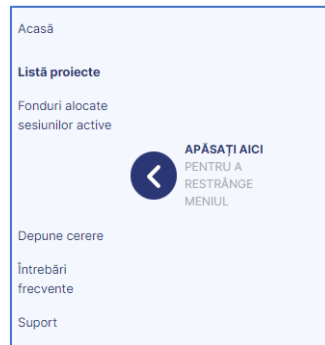 Acasă
Listă proiecte
Fonduri alocate
sesiunilor active
APĂSAȚI AICI
PENTRU A
RESTRÂNGE
MENIUL
Depune cerere
Întrebări
frecvente
Suport